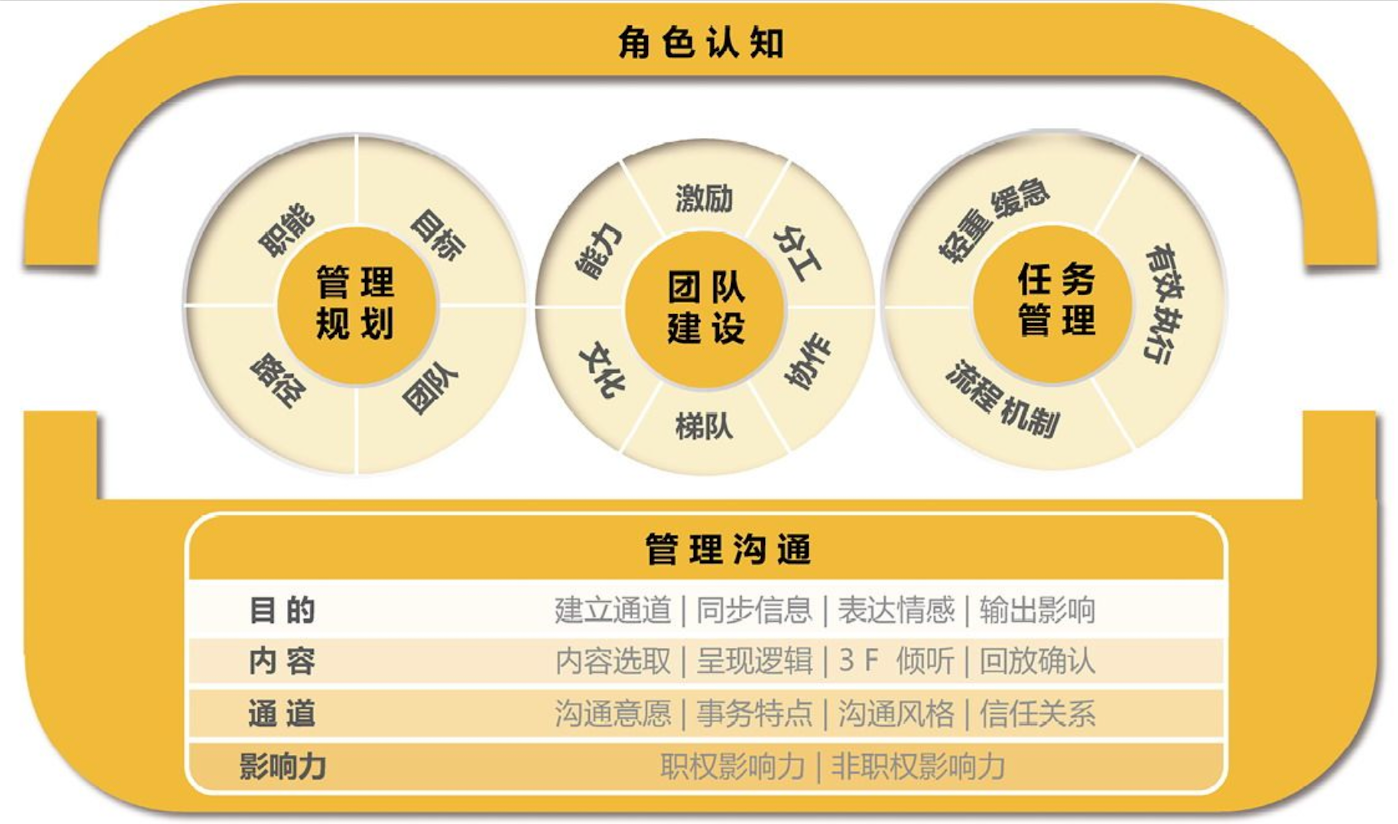 角色认知
职能
目标
管理
规划
路径
团队
激励
能力
分工
团队
建设
文化
协作
梯队
轻重 缓急
有效 执行
任务
管理
流程 机制
管理沟通
目的 建立通道 | 同步信息 | 表达情感 | 输出影响
内容 内容选取 | 呈现逻辑 | 3 F 倾听 | 回放确认
通道 沟通意愿 | 事务特点 | 沟通风格 | 信任关系
影响力 职权影响力 | 非职权影响力